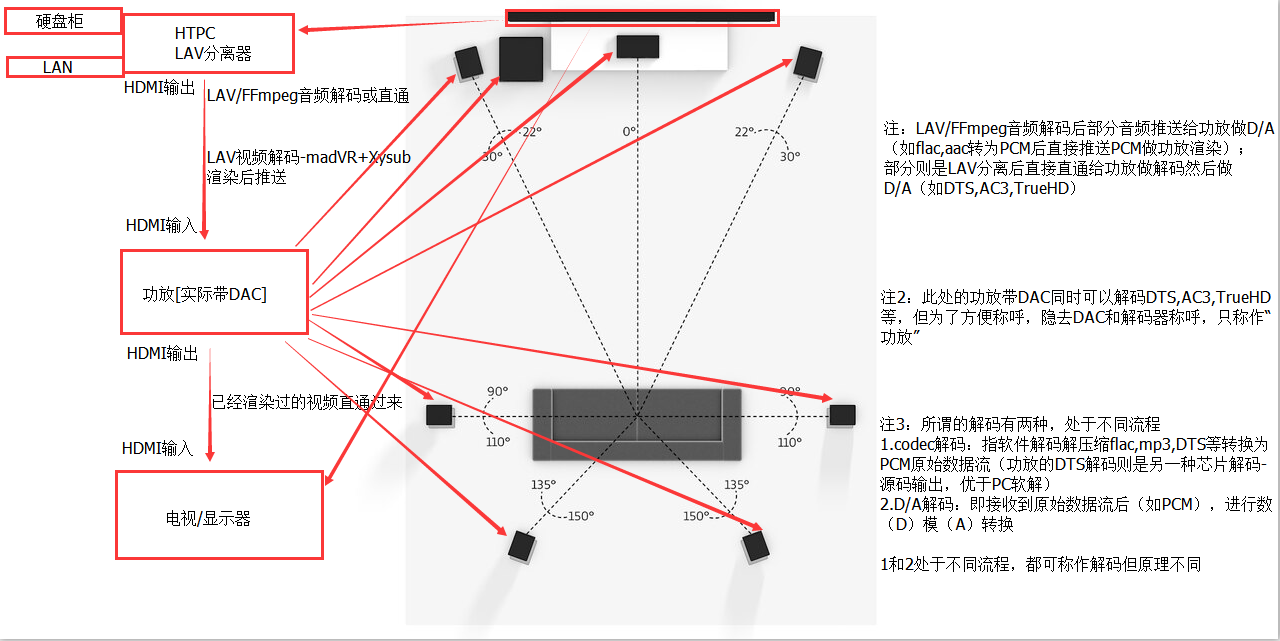 硬盘柜
HTPC
LAV分离器
LAN
HDMI输出
LAV/FFmpeg音频解码或直通
LAV视频解码-madVR+Xysub
渲染后推送
HDMI输入
功放[实际带DAC]
HDMI输出
已经渲染过的视频直通过来
HDMI输入
电视/显示器
22°
0°
22°
30°
30°
90°
90°
110°
110°
135°
135°
150°
150°
注：LAV/FFmpeg音频解码后部分音频推送给功放做D/A
（如flac,aac转为PCM后直接推送PCM做功放渲染）；
部分则是LAV分离后直接直通给功放做解码然后做
D/A（如DTS,AC3,TrueHD）
注2：此处的功放带DAC同时可以解码DTS,AC3,TrueHD
等，但为了方便称呼，隐去DAC和解码器称呼，只称作“
功放”
注3：所谓的解码有两种，处于不同流程
1.codec解码：指软件解码解压缩flac,mp3,DTS等转换为
PCM原始数据流（功放的DTS解码则是另一种芯片解码-
源码输出，优于PC软解）
2.D/A解码：即接收到原始数据流后（如PCM），进行数
（D）模（A）转换
1和2处于不同流程，都可称作解码但原理不同